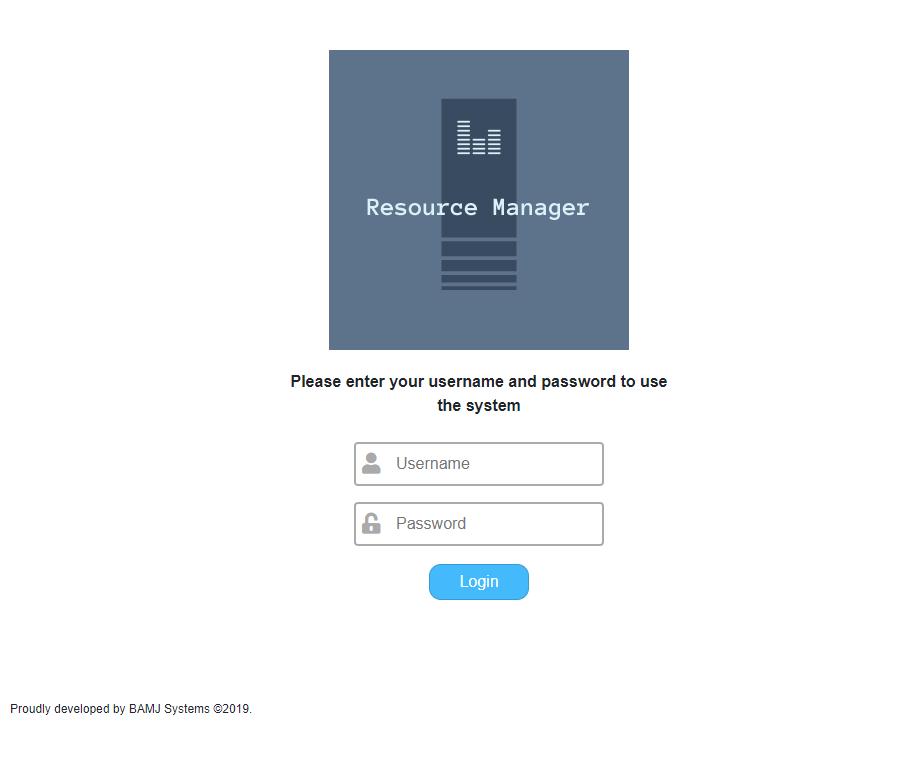 Resource Manager
Please enter your username and password to use
the system
Username
Password
Login
Proudly developed by BAMJ Systems ©2019.